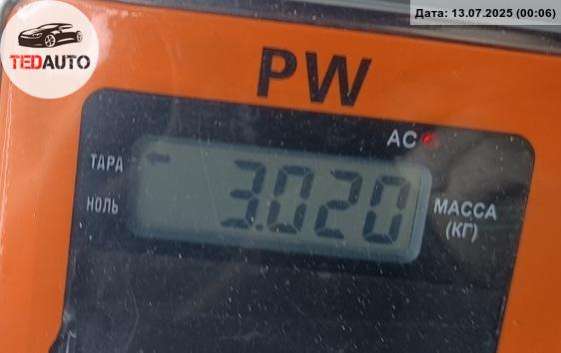 Дата: 13.07.2025 (00:06)
TEDAUTO
PW
AC
ТАРА
3.020
НОЛЬ
МАССА
(КГ)